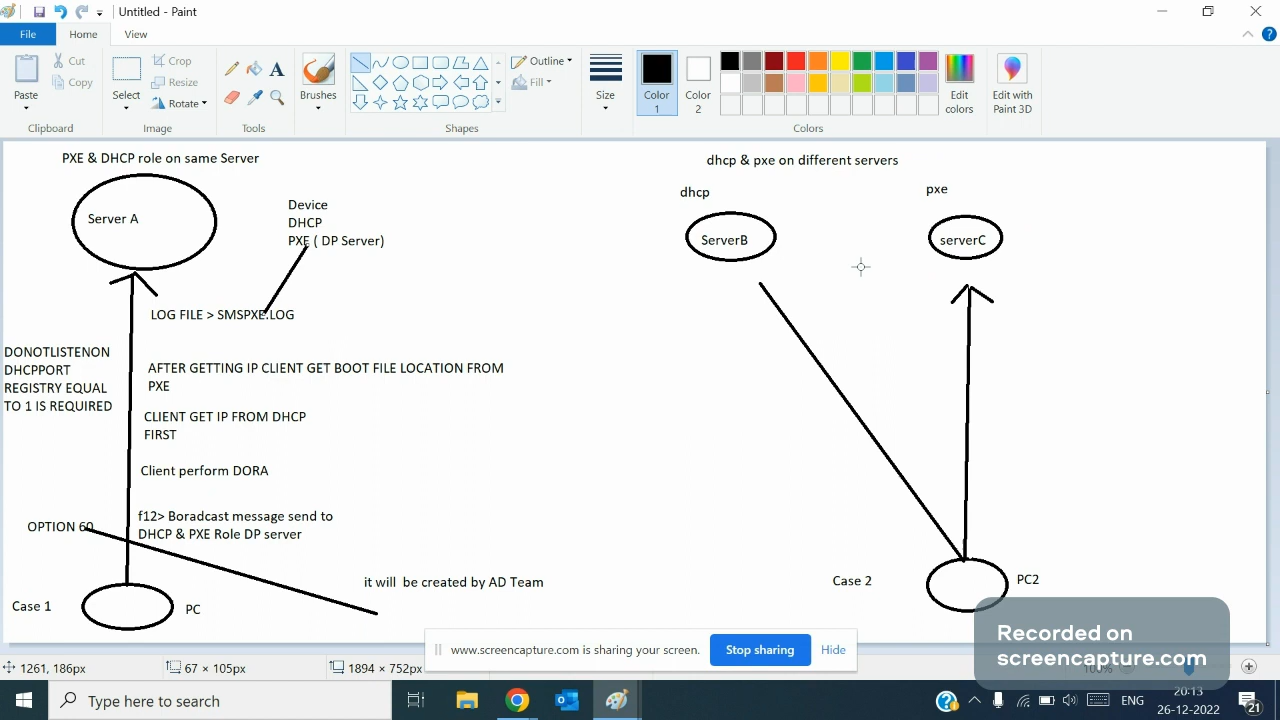 Untitled - Paint
File
Home
View
Paste
Cut
Copy
Clipboard
Select
Crop
Resize
Rotate
Image
Tools
Brushes
Shapes
Outline
Fill
Size
Color
1
Color
2
Edit
colors
Colors
Edit with
Paint 3D
PXE & DHCP role on same Server
Server A
Device
DHCP
PXE ( DP Server)
LOG FILE > SMSPXE.LOG
DONOTLISTENON
DHCPPORT
REGISTRY EQUAL
TO 1 IS REQUIRED
AFTER GETTING IP CLIENT GET BOOT FILE LOCATION FROM
PXE
CLIENT GET IP FROM DHCP
FIRST
Client perform DORA
f12> Boradcast message send to
DHCP & PXE Role DP server
OPTION 60
it will be created by AD Team
Case 1
PC
dhcp & pxe on different servers
dhcp
pxe
ServerB
serverC
Case 2
PC2
www.screencapture.com is sharing your screen.
Stop sharing
Hide
Recorded on
screencapture.com
1261, 186px
67 × 105px
1894 × 752px
100%
Type here to search
ENG
20:13
26-12-2022
21